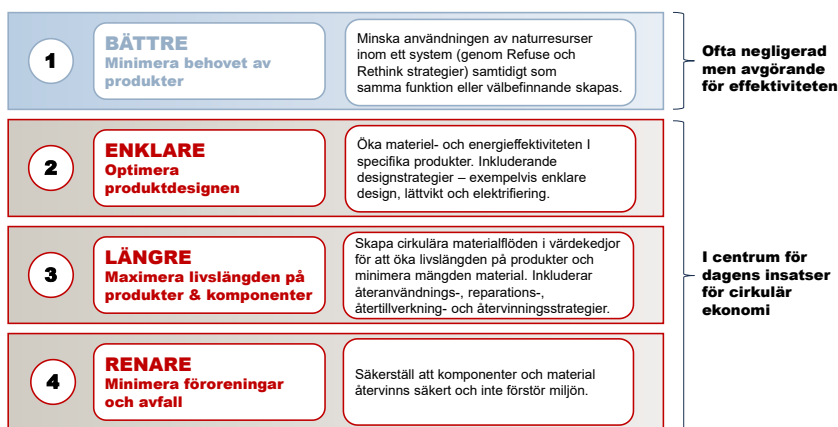 1
BÄTTRE
Minimera behovet av
produkter
Minska användningen av naturresurser
inom ett system (genom Refuse och
Rethink strategier) samtidigt som
samma funktion eller välbefinnande skapas.
Ofta negligerad
men avgörande
för effektiviteten
2
ENKLARE
Optimera
produktdesignen
Öka materiel- och energieffektiviteten I
specifika produkter. Inkluderande
designstrategier – exempelvis enklare
design, lättvikt och elektrifiering.
3
LÄNGRE
Maximera livslängden på
produkter & komponenter
Skapa cirkulära materialflöden i värdekedjor
för att öka livslängden på produkter och
minimera mängden material. Inkluderar
återanvändnings-, reparations-,
återtillverkning- och återvinningsstrategier.
I centrum för
dagens insatser
för cirkulär
ekonomi
4
RENARE
Minimera föroreningar
och avfall
Säkerställ att komponenter och material
återvinns säkert och inte förstör miljön.